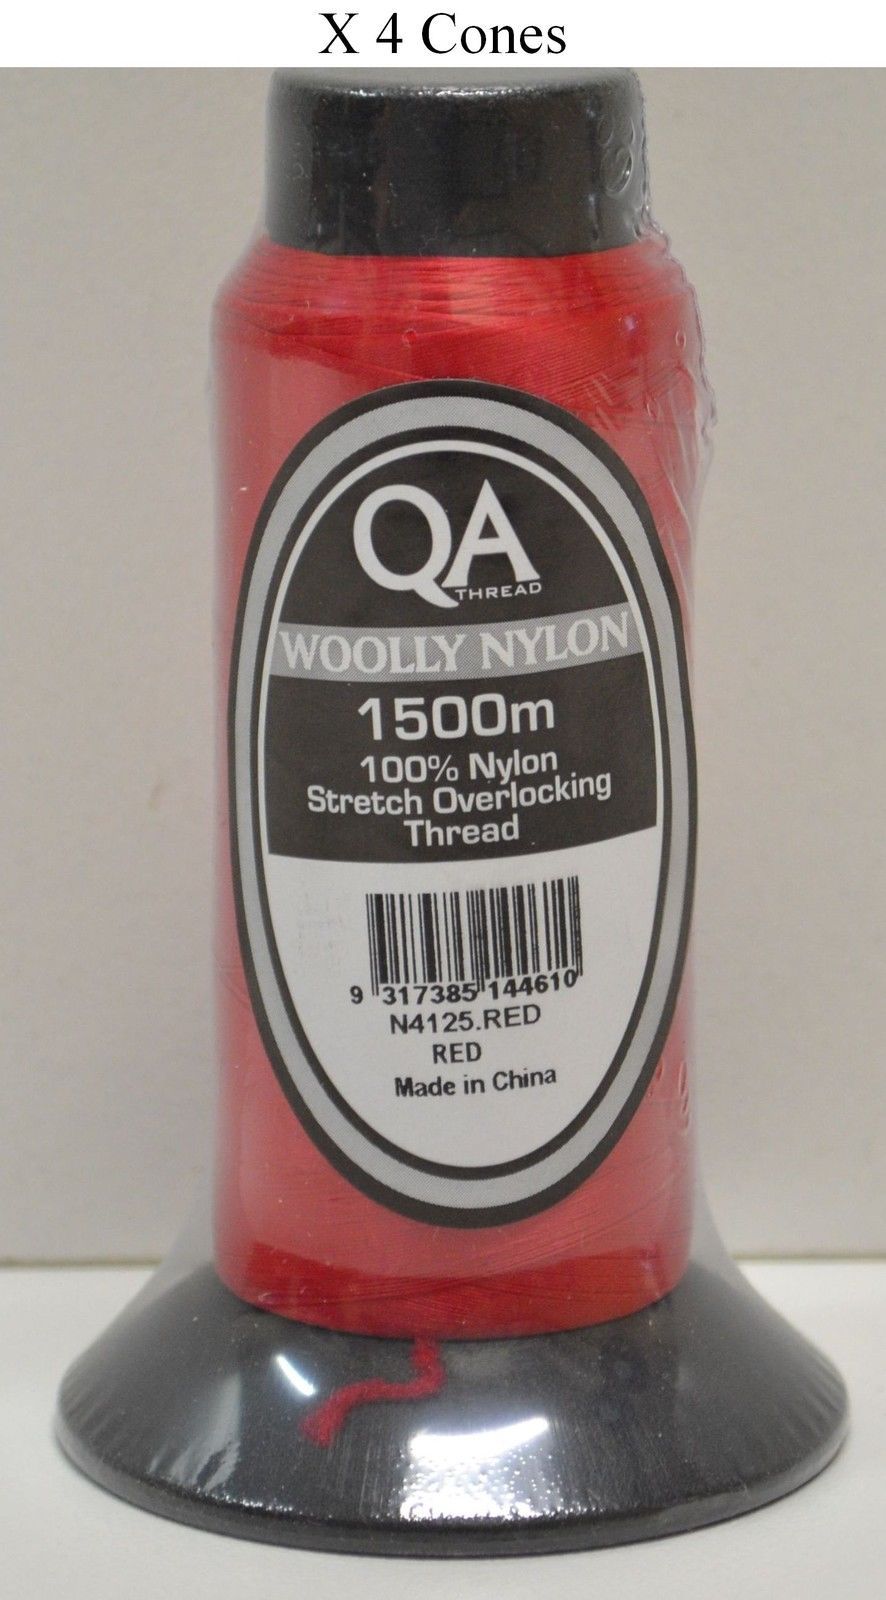 X 4 Cones
QA
THREAD
WOOLLY NYLON
1500m
100% Nylon
Stretch Overlocking
Thread
9 317385 144610
N4125.RED
RED
Made in China